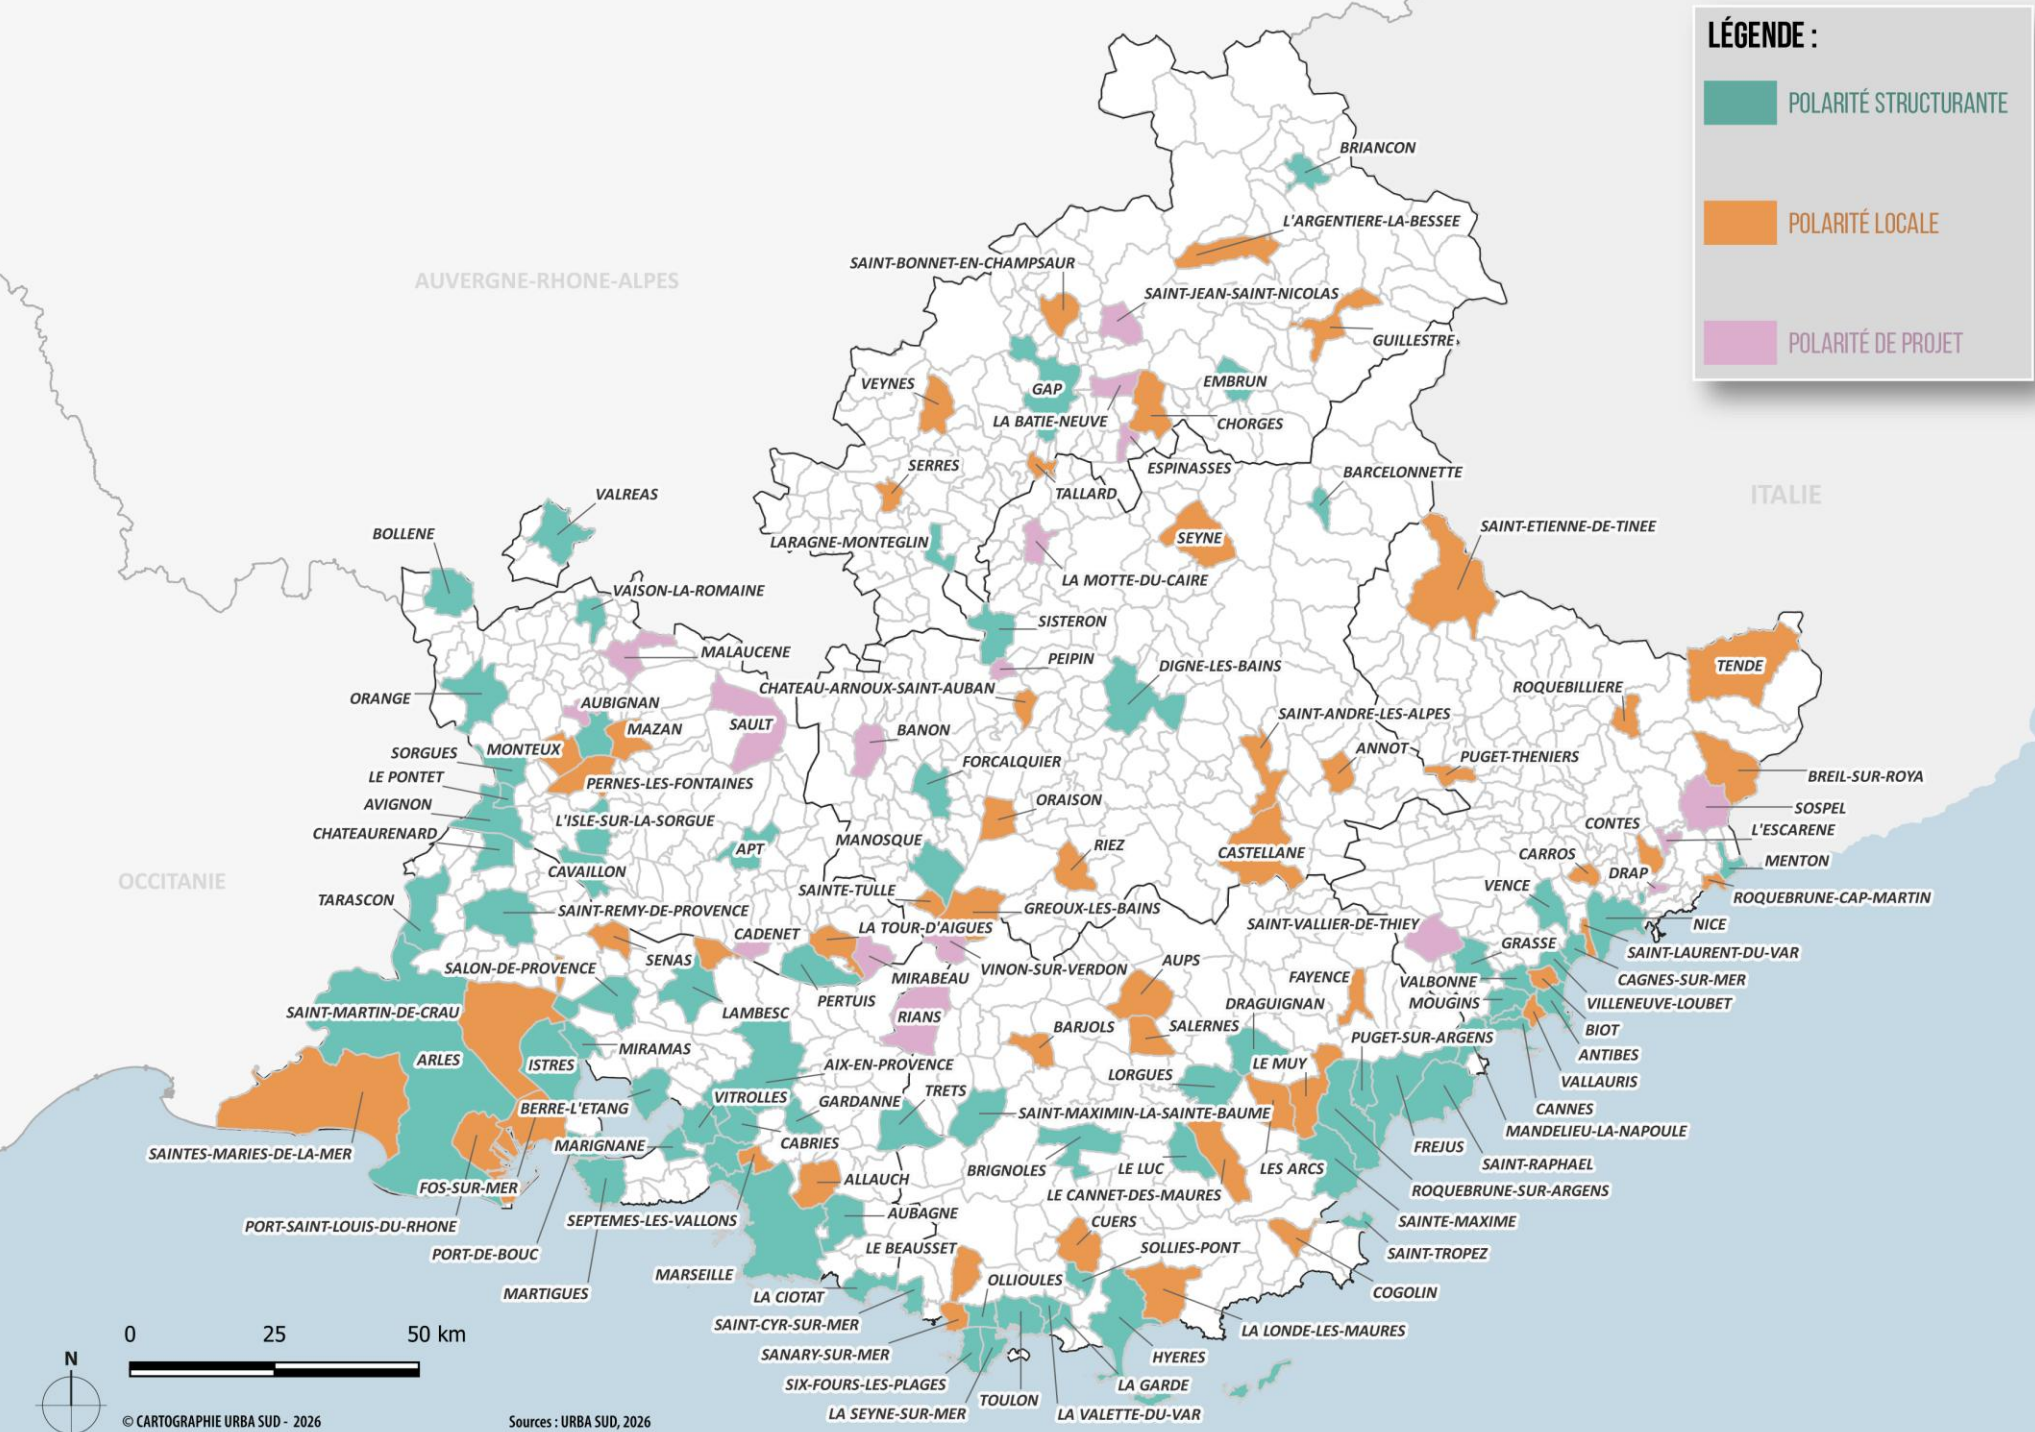 LÉGENDE :
POLARITÉ STRUCTURANTE
POLARITÉ LOCALE
POLARITÉ DE PROJET
BRIANCON
L'ARGENTIERE-LA-BESSEE
SAINT-BONNET-EN-CHAMPSAUR
AUVERGNE-RHONE-ALPES
SAINT-JEAN-SAINT-NICOLAS
GUILLESTRE
VEYNES
GAP
EMBRUN
LA BATIE-NEUVE
CHORGES
SERRES
ESPINASSES
BARCELONNETTE
TALLARD
VALREAS
ITALIE
SAINT-ETIENNE-DE-TINEE
BOLLENE
LARAGNE-MONTEGLIN
SEYNE
LA MOTTE-DU-CAIRE
VAISON-LA-ROMAINE
SISTERON
MALAUCENE
PEIPIN
DIGNE-LES-BAINS
TENDE
CHATEAU-ARNOUX-SAINT-AUBAN
ROQUEBILLIERE
ORANGE
AUBIGNAN
SAINT-ANDRE-LES-ALPES
SAULT
MAZAN
BANON
MONTEUX
ANNOT
PUGET-THENIERS
SORGUES
FORCALQUIER
BREIL-SUR-ROYA
LE PONTET
PERNES-LES-FONTAINES
AVIGNON
ORAISON
SOSPEL
L'ISLE-SUR-LA-SORGUE
CONTES
L'ESCARENE
CHATEAURENARD
MANOSQUE
RIEZ
APT
CASTELLANE
CARROS
MENTON
CAVAILLON
DRAP
OCCITANIE
SAINTE-TULLE
VENCE
ROQUEBRUNE-CAP-MARTIN
TARASCON
SAINT-REMY-DE-PROVENCE
GREOUX-LES-BAINS
SAINT-VALLIER-DE-THIEY
NICE
CADENET
LA TOUR-D'AIGUES
GRASSE
SAINT-LAURENT-DU-VAR
SENAS
SALON-DE-PROVENCE
MIRABEAU
VINON-SUR-VERDON
AUPS
FAYENCE
VALBONNE
CAGNES-SUR-MER
PERTUIS
DRAGUIGNAN
MOUGINS
VILLENEUVE-LOUBET
SAINT-MARTIN-DE-CRAU
LAMBESC
RIANS
BARJOLS
SALERNES
BIOT
PUGET-SUR-ARGENS
MIRAMAS
ARLES
ISTRES
AIX-EN-PROVENCE
LE MUY
ANTIBES
LORGUES
VALLAURIS
TRETS
VITROLLES
GARDANNE
BERRE-L'ETANG
SAINT-MAXIMIN-LA-SAINTE-BAUME
CANNES
MANDELIEU-LA-NAPOULE
MARIGNANE
CABRIES
FREJUS
SAINTES-MARIES-DE-LA-MER
BRIGNOLES
LE LUC
LES ARCS
SAINT-RAPHAEL
ALLAUCH
FOS-SUR-MER
LE CANNET-DES-MAURES
ROQUEBRUNE-SUR-ARGENS
AUBAGNE
SEPTEMES-LES-VALLONS
CUERS
SAINTE-MAXIME
PORT-SAINT-LOUIS-DU-RHONE
LE BEAUSSET
SOLLIES-PONT
SAINT-TROPEZ
PORT-DE-BOUC
MARSEILLE
OLLIOULES
MARTIGUES
LA CIOTAT
COGOLIN
SAINT-CYR-SUR-MER
LA LONDE-LES-MAURES
SANARY-SUR-MER
HYERES
SIX-FOURS-LES-PLAGES
LA GARDE
TOULON
LA SEYNE-SUR-MER
LA VALETTE-DU-VAR
0 25 50 km
N
© CARTOGRAPHIE URBA SUD - 2026
Sources : URBA SUD, 2026